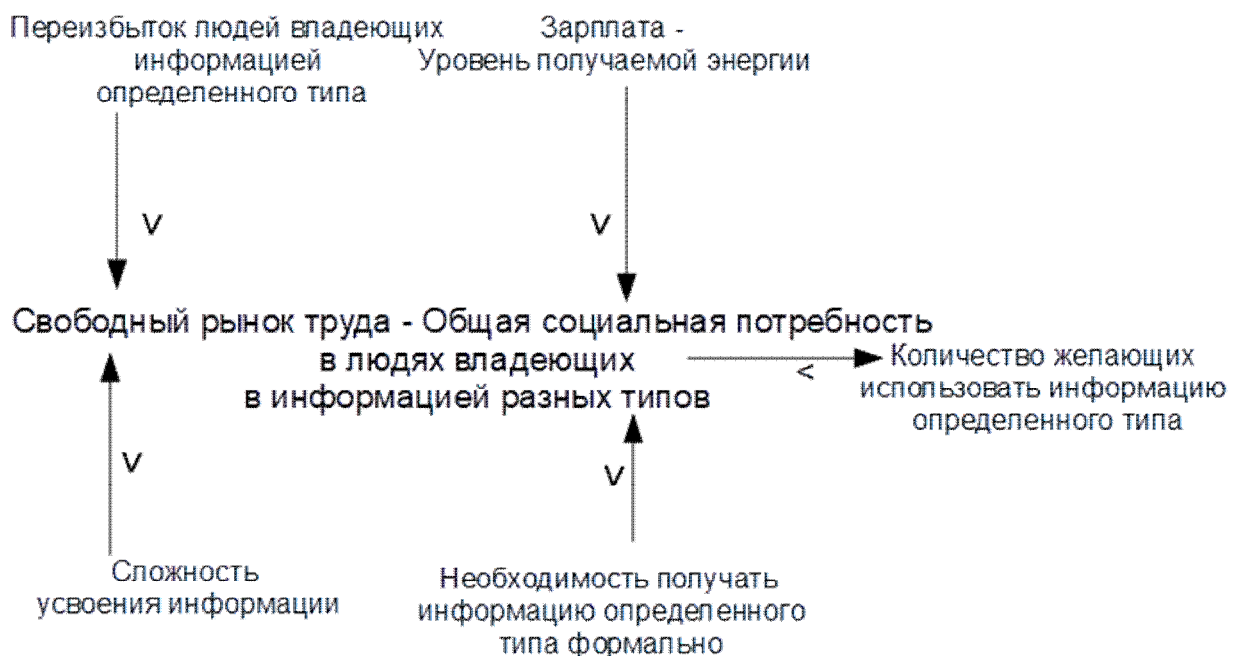 Переизбыток людей владеющих
информацией
определенного типа
Зарплата -
Уровень получаемой энергии
V
V
Свободный рынок труда - Общая социальная потребность
в людях владеющих
в информацией разных типов
<
Количество желающих
использовать информацию
определенного типа
V
V
Сложность
усвоения информации
Необходимость получать
информацию определенного
типа формально